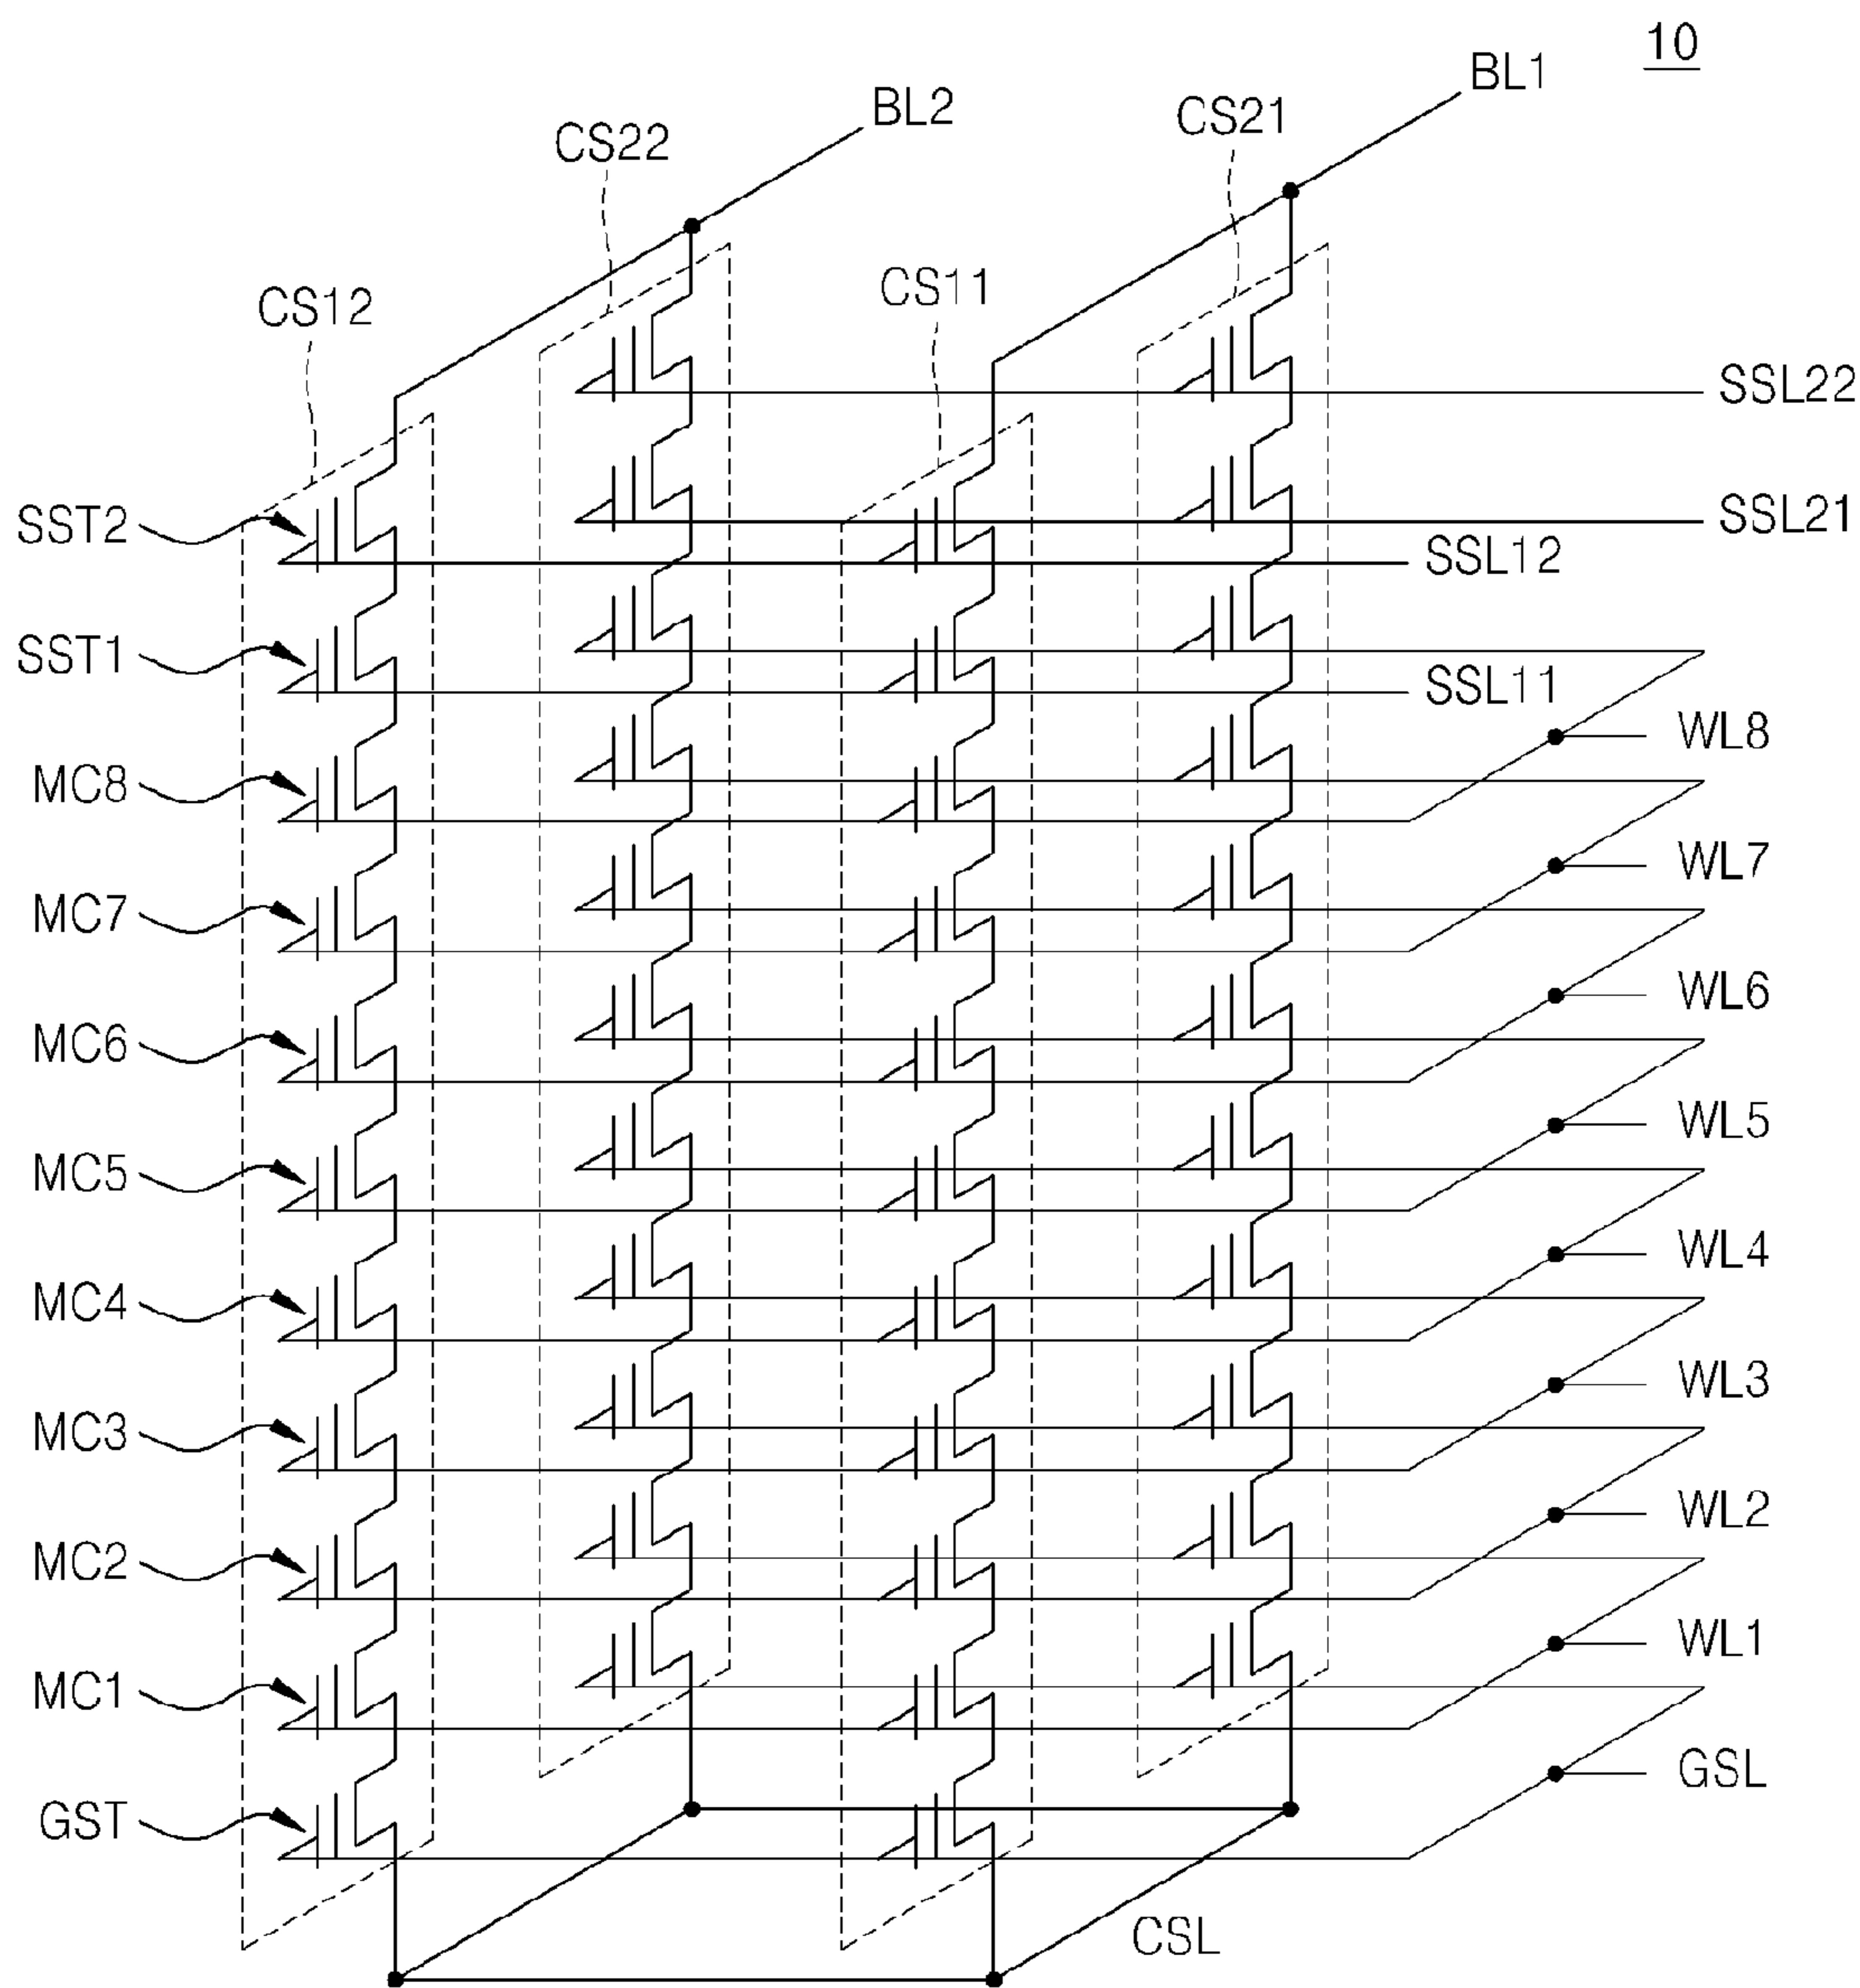 10
BL1
BL2
CS21
CS22
CS11
CS12
SSL22
SSL21
SST2
SSL12
SST1
SSL11
WL8
MC8
WL7
MC7
WL6
MC6
WL5
MC5
WL4
MC4
WL3
MC3
WL2
MC2
WL1
MC1
GSL
GST
CSL